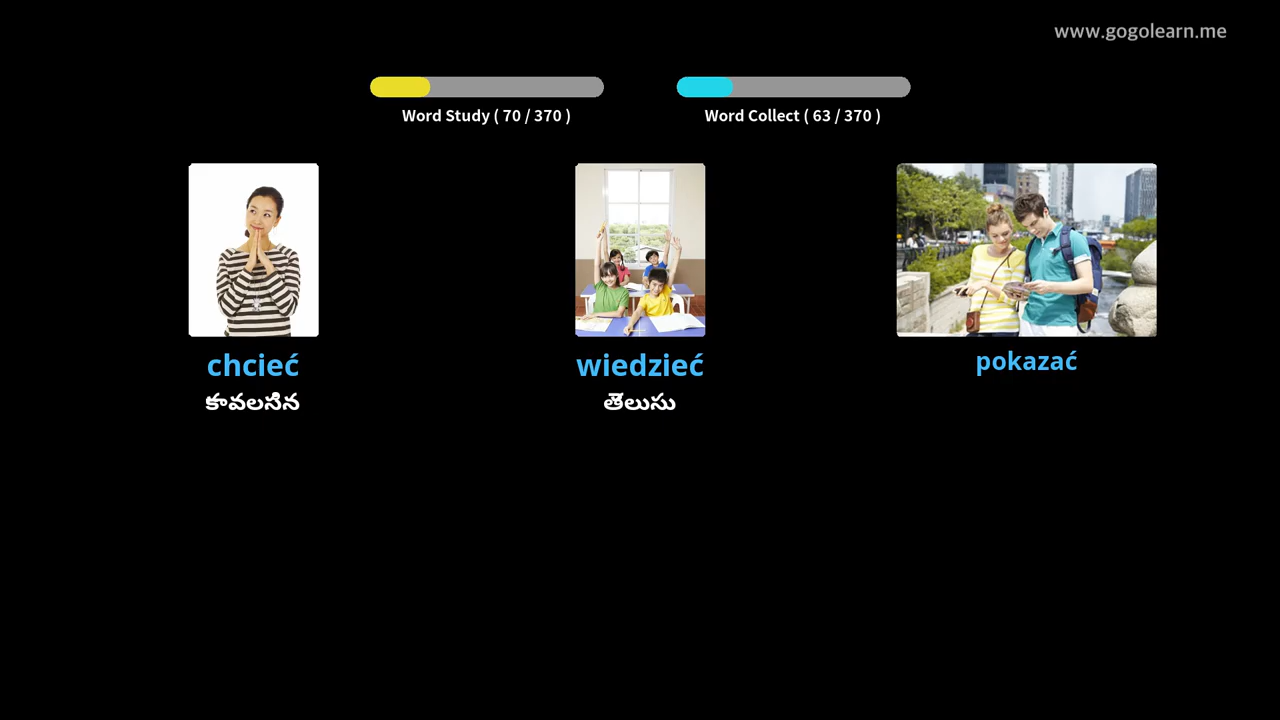 www.gogolearn.me
Word Study ( 70 / 370 )
Word Collect ( 63 / 370 )
chcieć
wiedzieć
pokazać
కావలసిన
తెలుసు